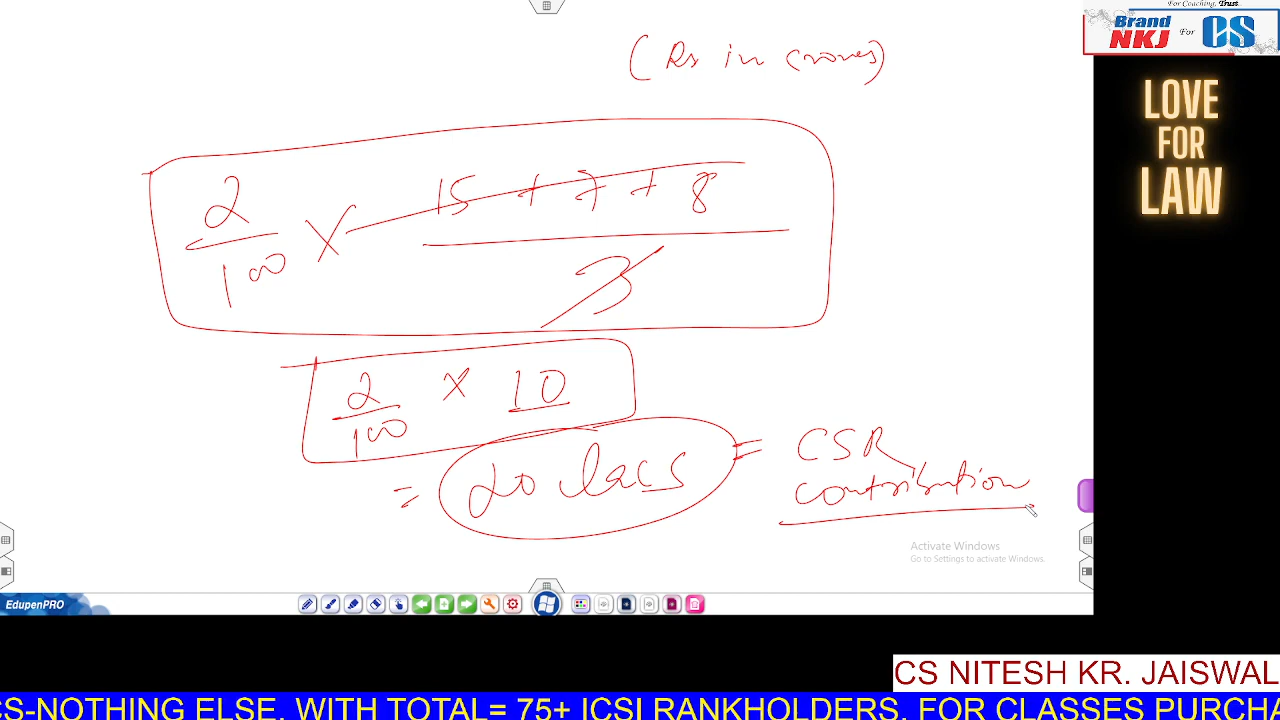 For Coaching, Trust
Brand NKJ For CS
(Rs in crores)
2/100 X 15 + 7 + 8 / 3
2/100 X 10
= 20 lacs = CSR contribution
LOVE
FOR
LAW
Activate Windows
Go to Settings to activate Windows.
EdupenPRO
CS NITESH KR. JAISWAL
CS-NOTHING ELSE. WITH TOTAL= 75+ ICSI RANKHOLDERS. FOR CLASSES PURCHA